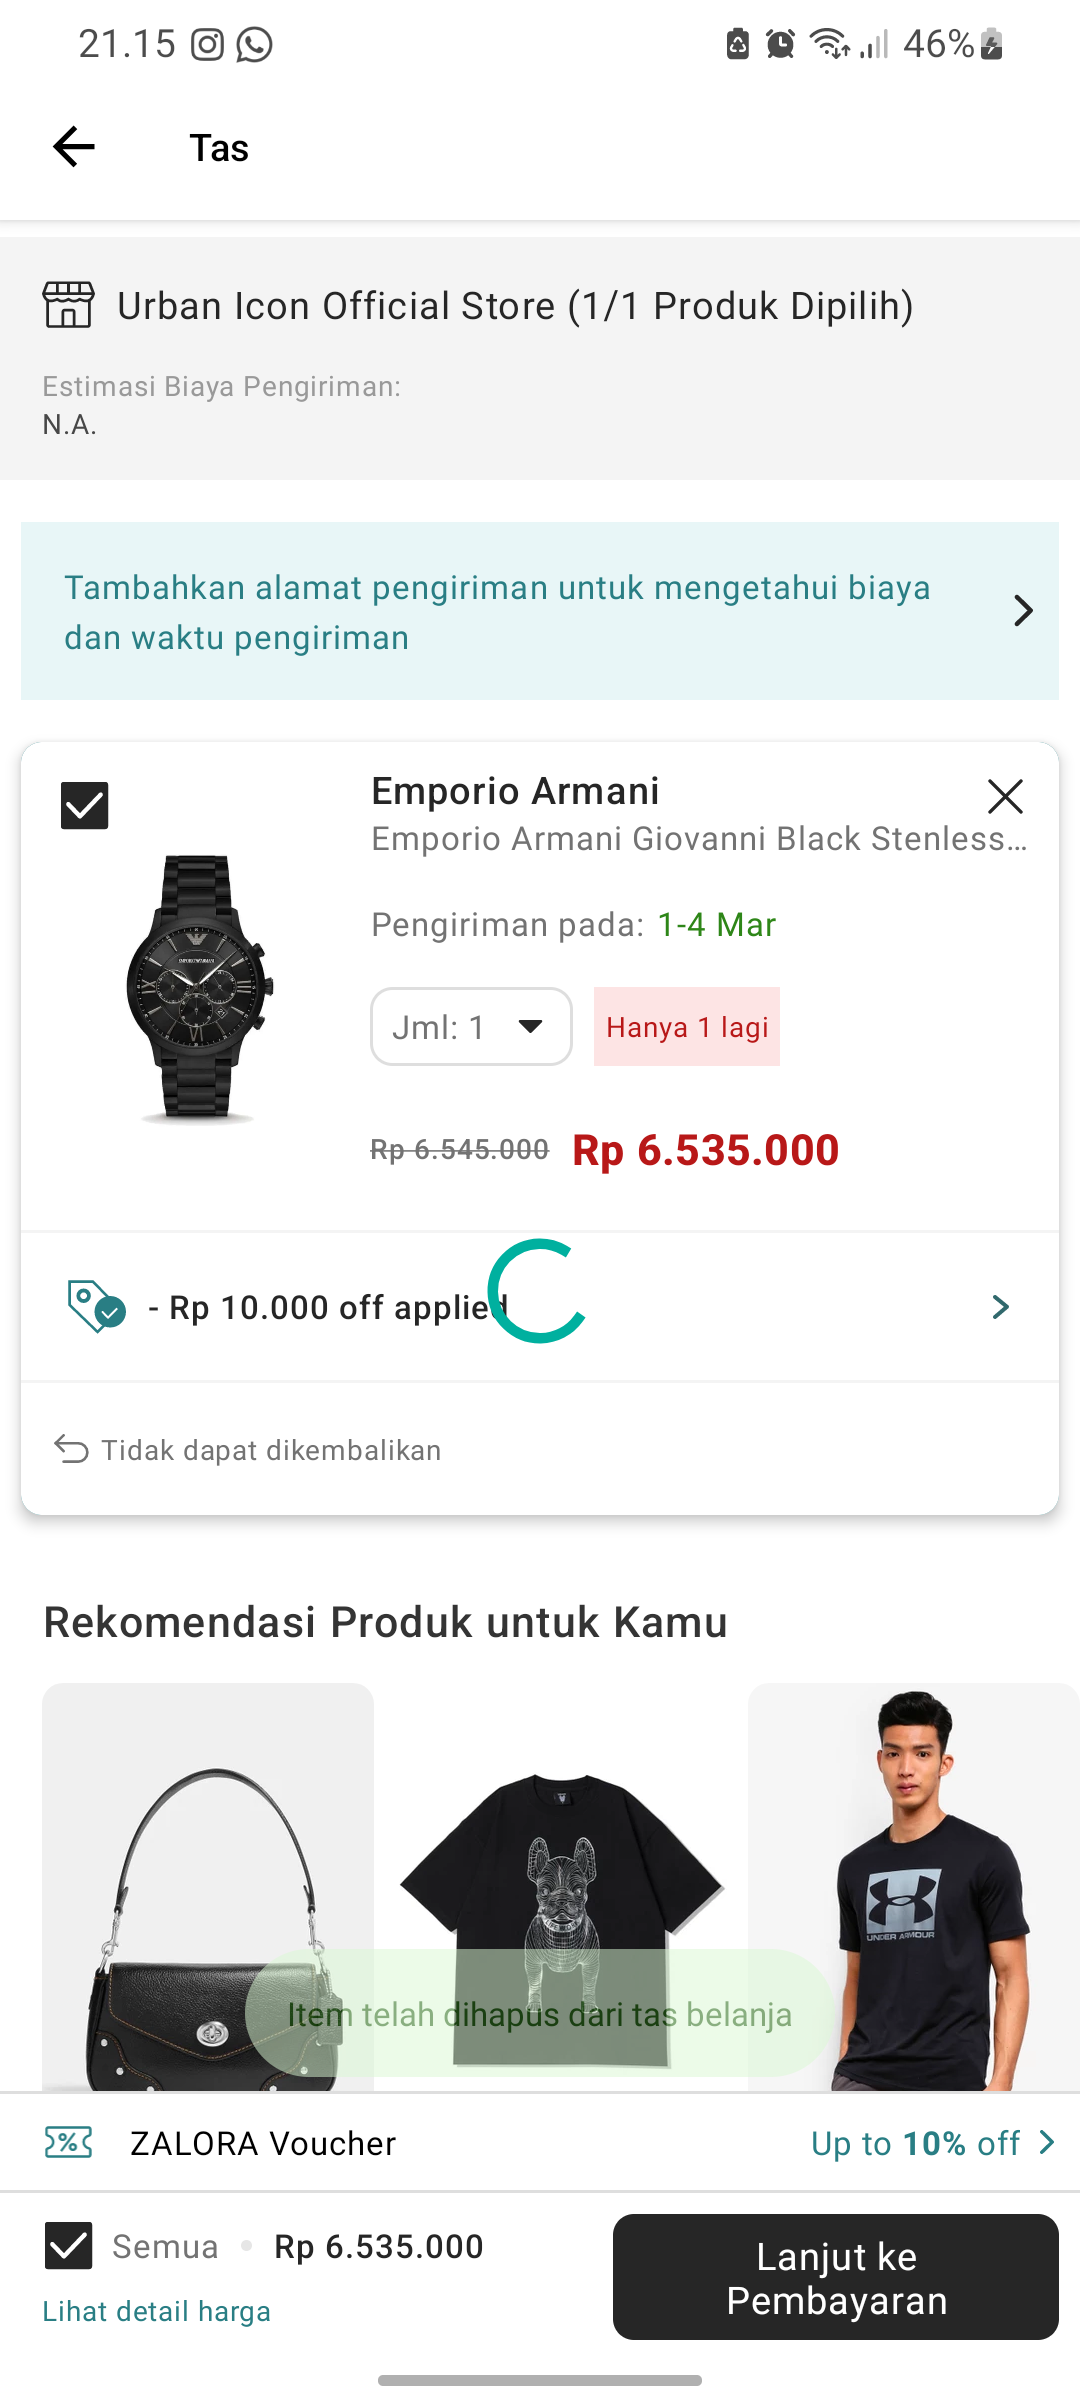 21.15
46%
Tas
Urban Icon Official Store (1/1 Produk Dipilih)
Estimasi Biaya Pengiriman:
N.A.
Tambahkan alamat pengiriman untuk mengetahui biaya
dan waktu pengiriman
Emporio Armani
Emporio Armani Giovanni Black Stenless...
Pengiriman pada: 1-4 Mar
Jml: 1
Hanya 1 lagi
Rp 6.545.000 Rp 6.535.000
- Rp 10.000 off applied
Tidak dapat dikembalikan
Rekomendasi Produk untuk Kamu
UNDER ARMOUR
Item telah dihapus dari tas belanja
ZALORA Voucher
Up to 10% off
Semua • Rp 6.535.000
Lihat detail harga
Lanjut ke
Pembayaran